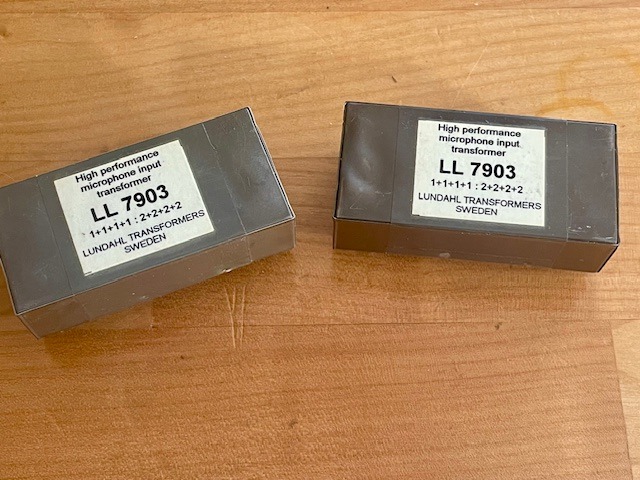 High performance
microphone input
transformer
LL 7903
1+1+1+1 : 2+2+2+2
LUNDAHL TRANSFORMERS
SWEDEN
High performance
microphone input
transformer
LL 7903
1+1+1+1 : 2+2+2+2
LUNDAHL TRANSFORMERS
SWEDEN